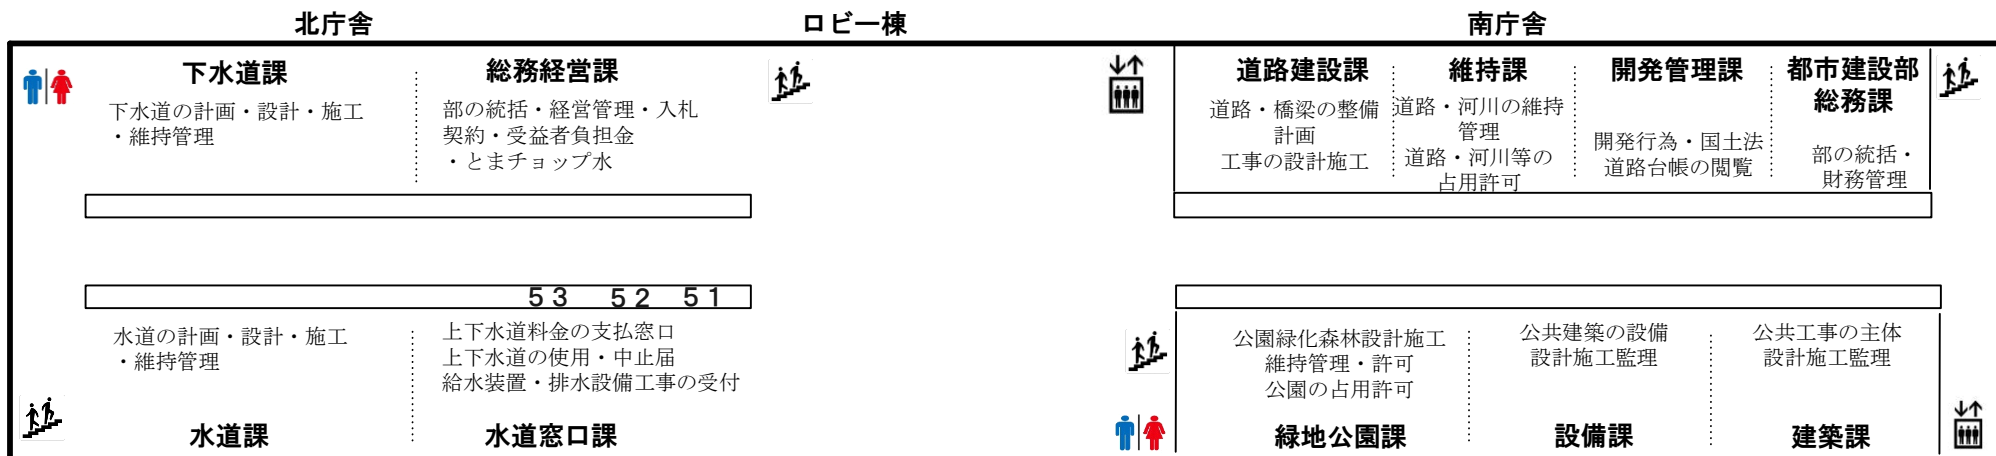 北庁舎
ロビー棟
南庁舎
下水道課
下水道の計画・設計・施工
・維持管理
総務経営課
部の統括・経営管理・入札
契約・受益者負担金
・とまチョップ水
道路建設課
道路・橋梁の整備
計画
工事の設計施工
維持課
道路・河川の維持
管理
道路・河川等の
占用許可
開発管理課
開発行為・国土法
道路台帳の閲覧
都市建設部
総務課
部の統括・
財務管理
53 52 51
水道の計画・設計・施工
・維持管理
水道課
上下水道料金の支払窓口
上下水道の使用・中止届
給水装置・排水設備工事の受付
水道窓口課
公園緑化森林設計施工
維持管理・許可
公園の占用許可
緑地公園課
公共建築の設備
設計施工監理
設備課
公共工事の主体
設計施工監理
建築課